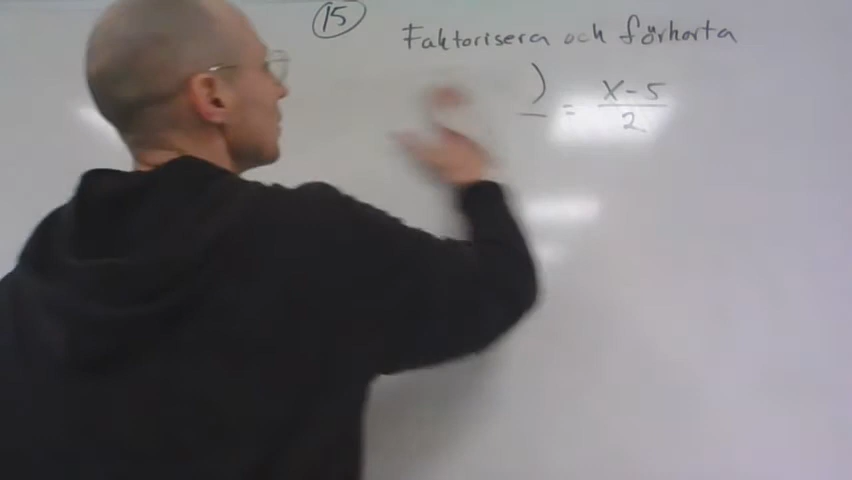 15 Faktorisera och förkorta
) = x-5
2